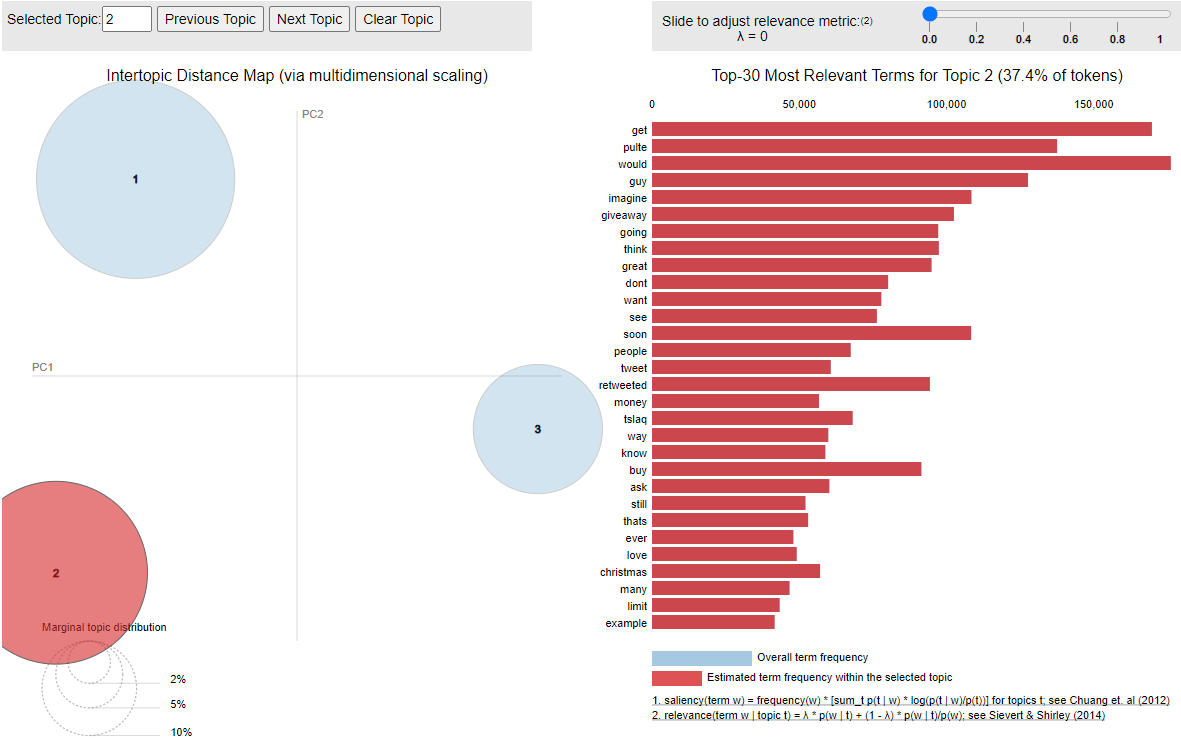 Selected Topic: 2 Previous Topic Next Topic Clear Topic
Slide to adjust relevance metric:(2)
λ = 0
0.0 0.2 0.4 0.6 0.8 1
Intertopic Distance Map (via multidimensional scaling)
PC2
PC1
1
3
2
Marginal topic distribution
2%
5%
10%
Top-30 Most Relevant Terms for Topic 2 (37.4% of tokens)
0 50,000 100,000 150,000
get
pulte
would
guy
imagine
giveaway
going
think
great
dont
want
see
soon
people
tweet
retweeted
money
tslaq
way
know
buy
ask
still
thats
ever
love
christmas
many
limit
example
Overall term frequency
Estimated term frequency within the selected topic
1. saliency(term w) = frequency(w) * [sum_t p(t | w) * log(p(t | w)/p(t))] for topics t; see Chuang et. al (2012)
2. relevance(term w | topic t) = λ * p(w | t) + (1 - λ) * p(w | t)/p(w); see Sievert & Shirley (2014)